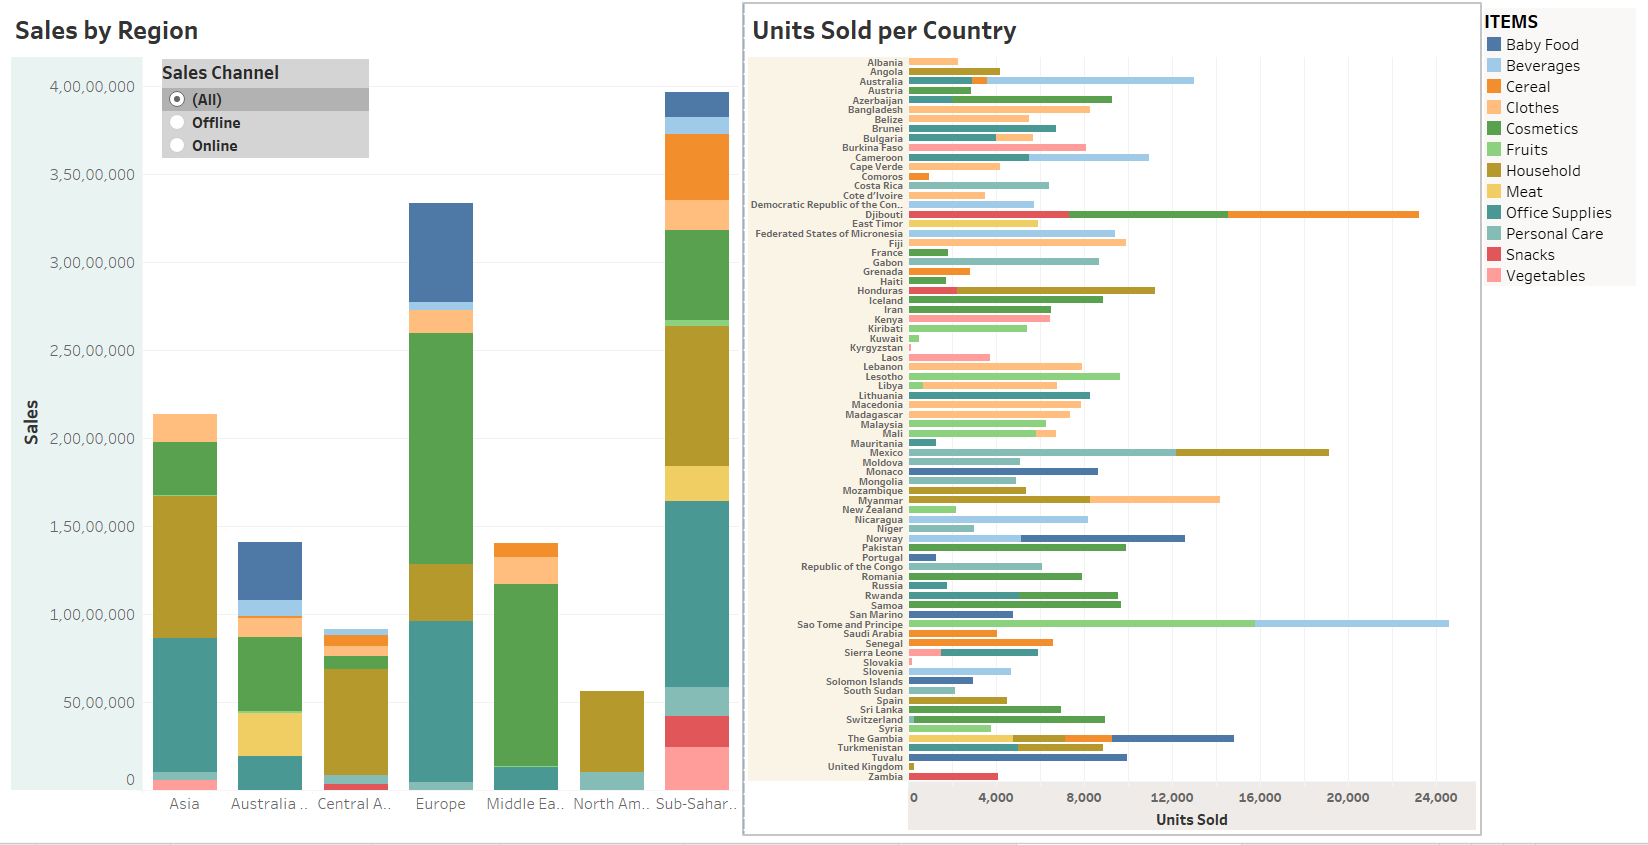 Sales by Region
Sales Channel
(All)
Offline
Online
Sales
4,00,00,000
3,50,00,000
3,00,00,000
2,50,00,000
2,00,00,000
1,50,00,000
1,00,00,000
50,00,000
0
Asia
Australia ..
Central A..
Europe
Middle Ea..
North Am..
Sub-Sahar..
Units Sold per Country
Albania
Angola
Australia
Austria
Azerbaijan
Bangladesh
Belize
Brunei
Bulgaria
Burkina Faso
Cameroon
Cape Verde
Comoros
Costa Rica
Cote d'Ivoire
Democratic Republic of the Con..
Djibouti
East Timor
Federated States of Micronesia
Fiji
France
Gabon
Grenada
Haiti
Honduras
Iceland
Iran
Kenya
Kiribati
Kuwait
Kyrgyzstan
Laos
Lebanon
Lesotho
Libya
Lithuania
Macedonia
Madagascar
Malaysia
Mali
Mauritania
Mexico
Moldova
Monaco
Mongolia
Mozambique
Myanmar
New Zealand
Nicaragua
Niger
Norway
Pakistan
Portugal
Republic of the Congo
Romania
Russia
Rwanda
Samoa
San Marino
Sao Tome and Principe
Saudi Arabia
Senegal
Sierra Leone
Slovakia
Slovenia
Solomon Islands
South Sudan
Spain
Sri Lanka
Switzerland
Syria
The Gambia
Turkmenistan
Tuvalu
United Kingdom
Zambia
0
4,000
8,000
12,000
16,000
20,000
24,000
Units Sold
ITEMS
Baby Food
Beverages
Cereal
Clothes
Cosmetics
Fruits
Household
Meat
Office Supplies
Personal Care
Snacks
Vegetables